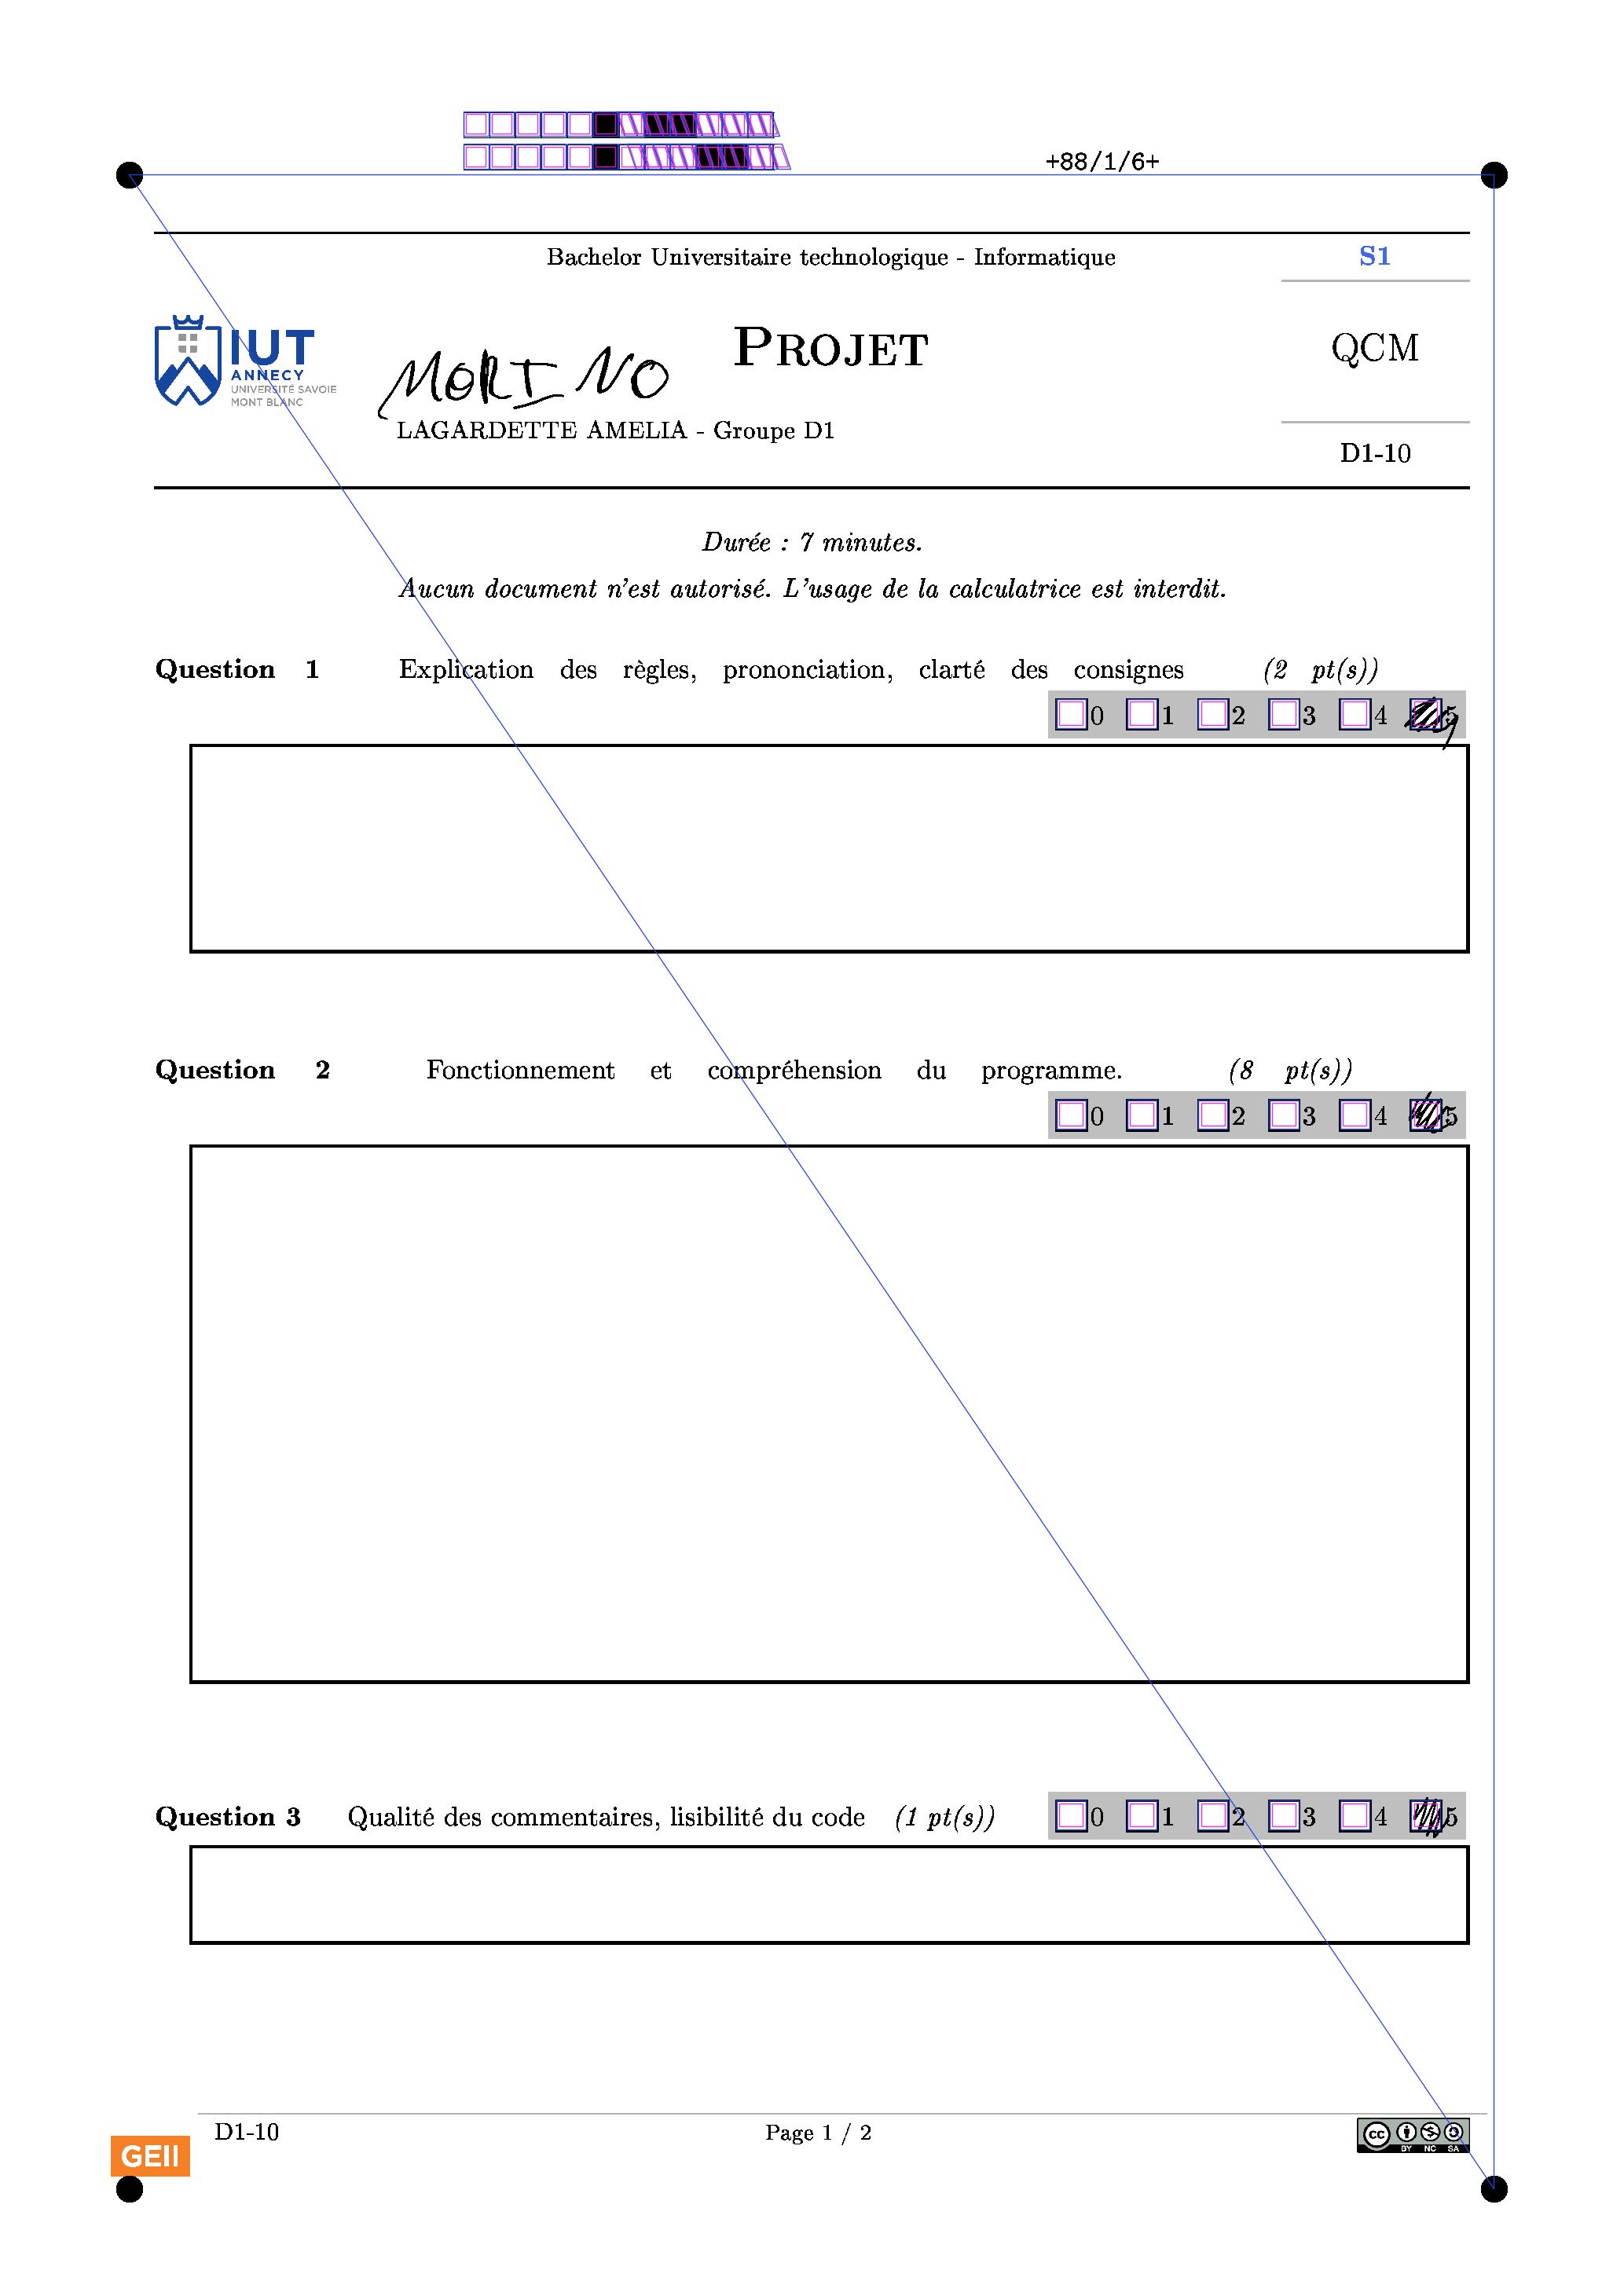 +88/1/6+
Bachelor Universitaire technologique - Informatique
S1
IUT
ANNECY
UNIVERSITÉ SAVOIE
MONT BLANC
MORINO
PROJET
QCM
LAGARDETTE AMELIA - Groupe D1
D1-10
Durée : 7 minutes.
Aucun document n'est autorisé. L'usage de la calculatrice est interdit.
Question 1 Explication des règles, prononciation, clarté des consignes (2 pt(s))
0 1 2 3 4 5
Question 2 Fonctionnement et compréhension du programme. (8 pt(s))
0 1 2 3 4 5
Question 3 Qualité des commentaires, lisibilité du code (1 pt(s)) 0 1 2 3 4 5
D1-10
Page 1 / 2
GEII
cc
BY NC SA